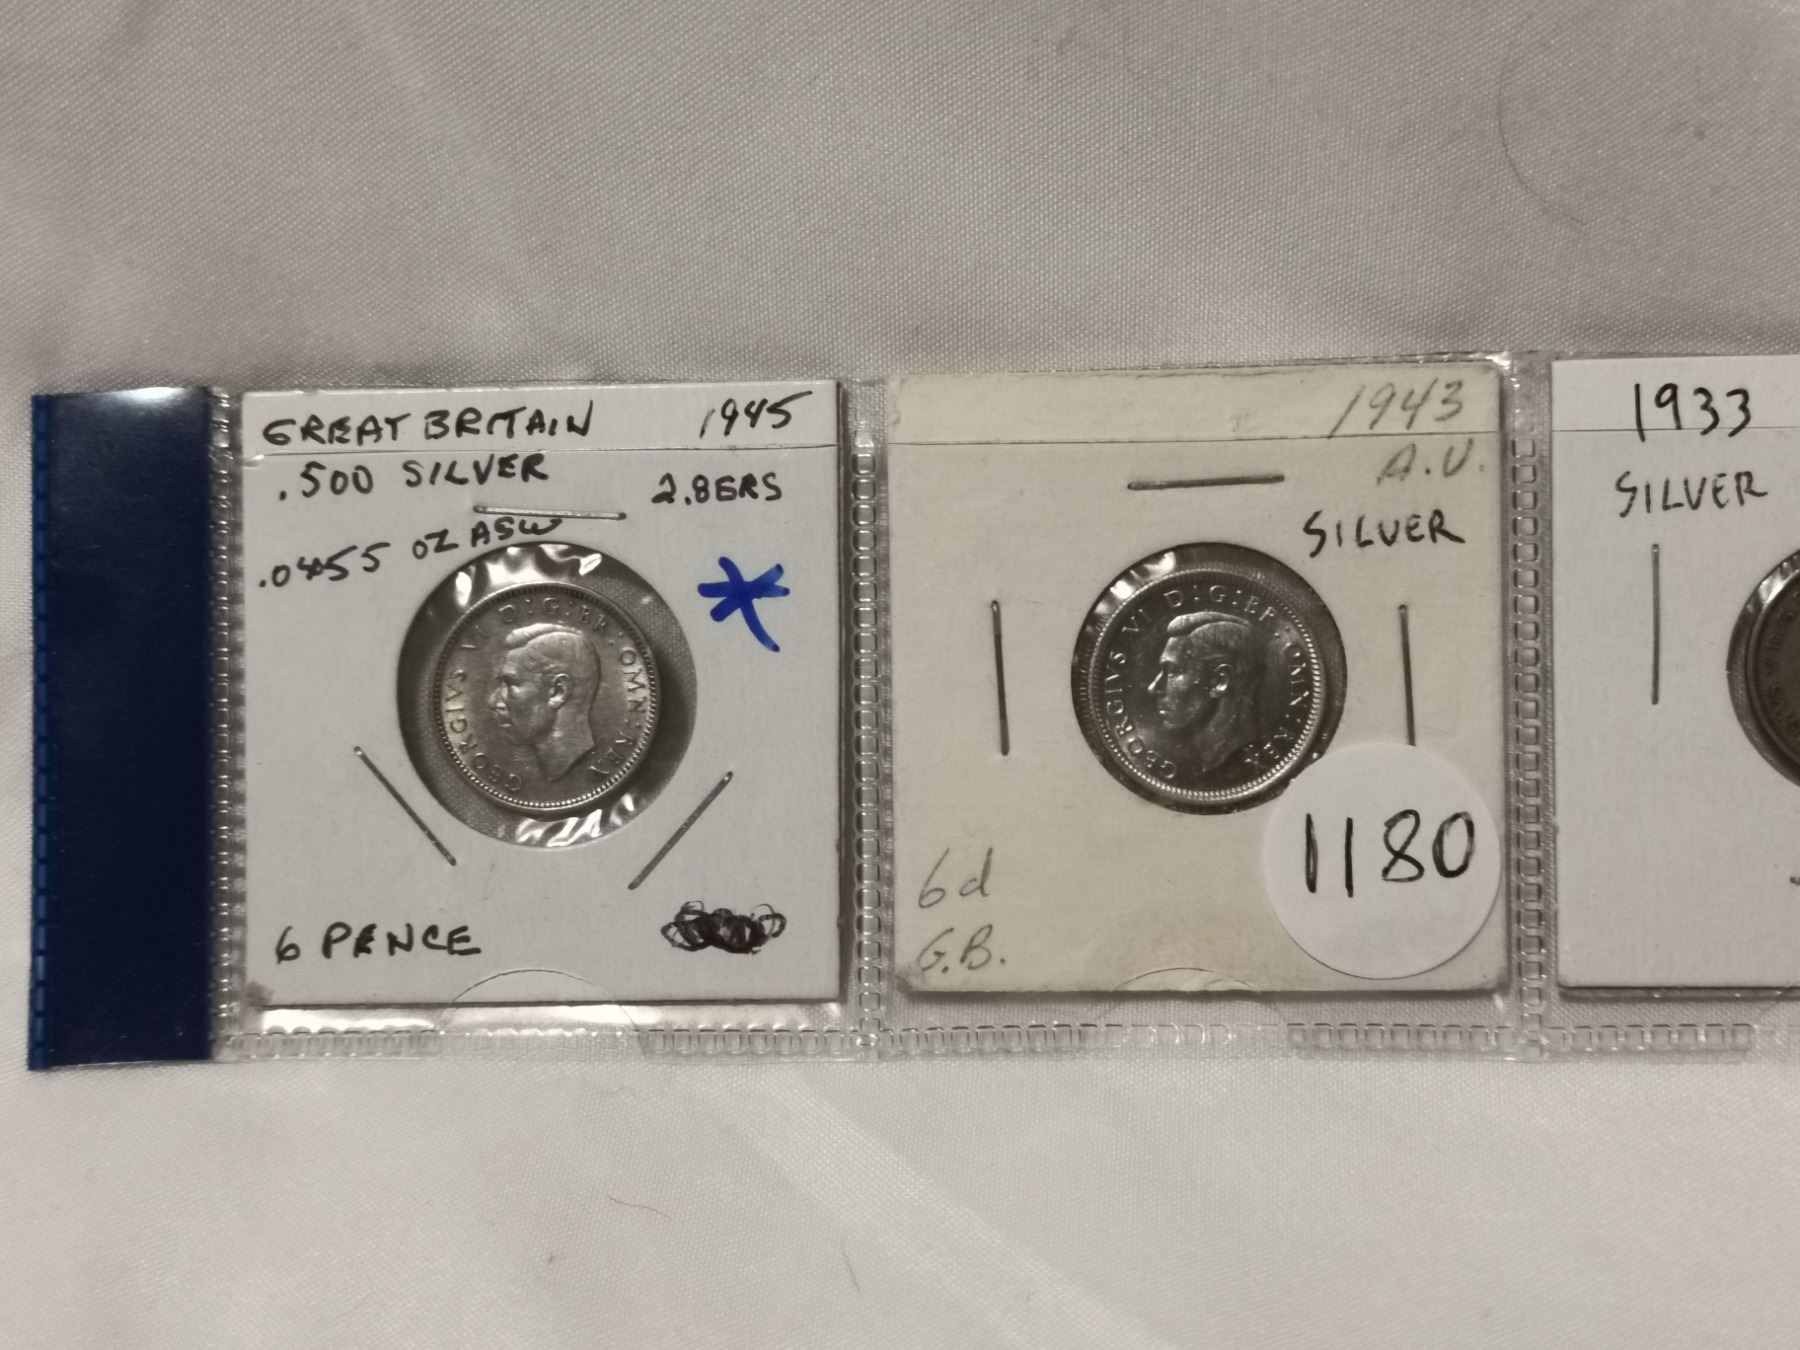 GREAT BRITAIN 1945
.500 SILVER 2.8GRS
.0455 OZ ASW
GEORGIVS VI D:G:BR:OMN:REX
6 PENCE
1943
A.U.
SILVER
GEORGIVS VI D:G:BR:OMN:REX
1180
6d
G.B.
1933
SILVER